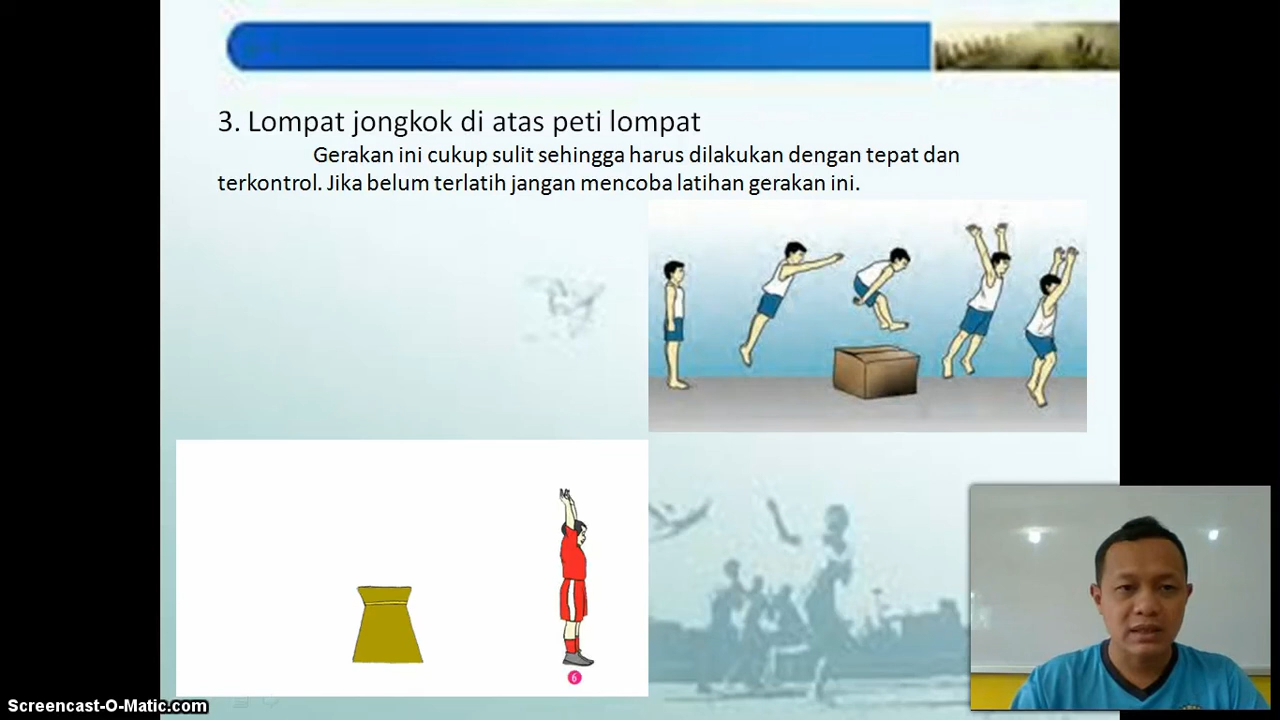 3. Lompat jongkok di atas peti lompat
Gerakan ini cukup sulit sehingga harus dilakukan dengan tepat dan
terkontrol. Jika belum terlatih jangan mencoba latihan gerakan ini.
6
Screencast-O-Matic.com